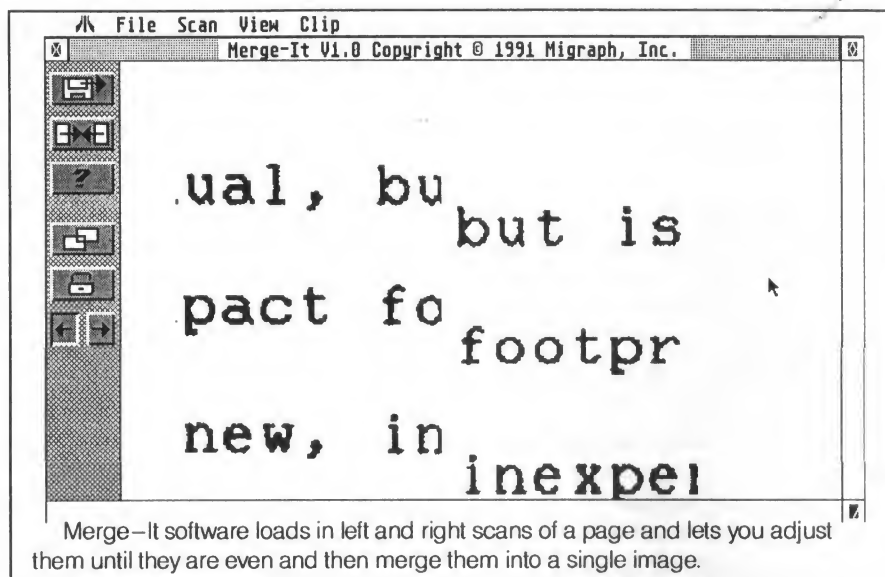 File Scan View Clip
Merge-It V1.0 Copyright © 1991 Migraph, Inc.
?
ual, bu
but is
pact fo
footpr
new, in
inexper
Merge–It software loads in left and right scans of a page and lets you adjust
them until they are even and then merge them into a single image.